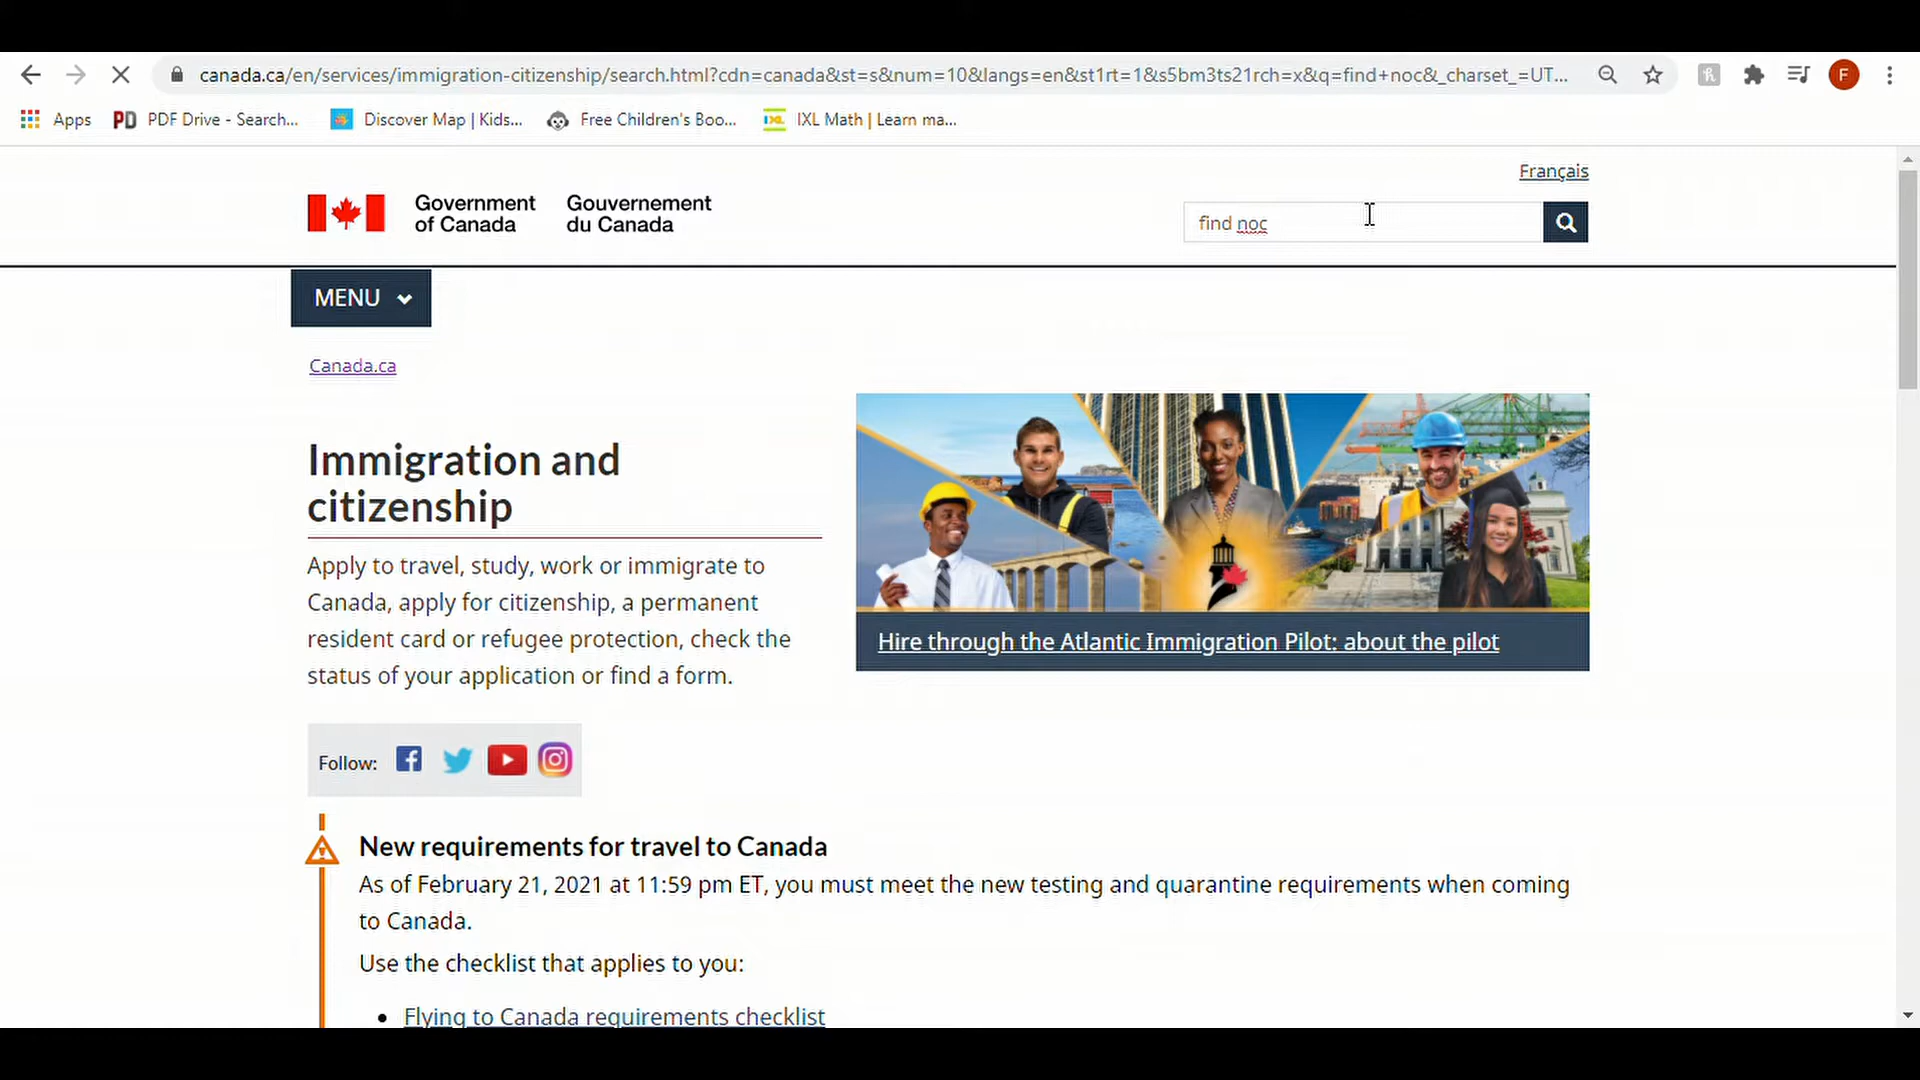 canada.ca/en/services/immigration-citizenship/search.html?cdn=canada&st=s&num=10&langs=en&st1rt=1&s5bm3ts21rch=x&q=find+noc&_charset_=UT...
F
Apps
PD
PDF Drive - Search...
Discover Map | Kids...
Free Children's Boo...
IXL
IXL Math | Learn ma...
Français
Government of Canada
Gouvernement du Canada
find noc
MENU
Canada.ca
Immigration and
citizenship
Apply to travel, study, work or immigrate to
Canada, apply for citizenship, a permanent
resident card or refugee protection, check the
status of your application or find a form.
Hire through the Atlantic Immigration Pilot: about the pilot
Follow:
New requirements for travel to Canada
As of February 21, 2021 at 11:59 pm ET, you must meet the new testing and quarantine requirements when coming
to Canada.
Use the checklist that applies to you:
• Flying to Canada requirements checklist